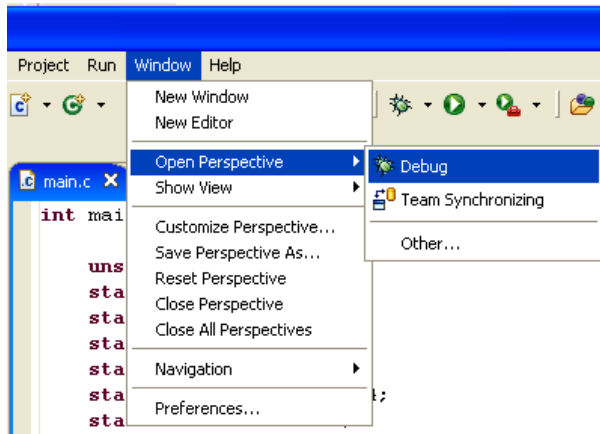 Project Run Window Help
New Window
New Editor
Open Perspective
Debug
Show View
Team Synchronizing
Other...
Customize Perspective...
Save Perspective As...
Reset Perspective
Close Perspective
Close All Perspectives
Navigation
Preferences...
main.c
int mai
uns
sta
sta
sta
sta
sta ;
sta